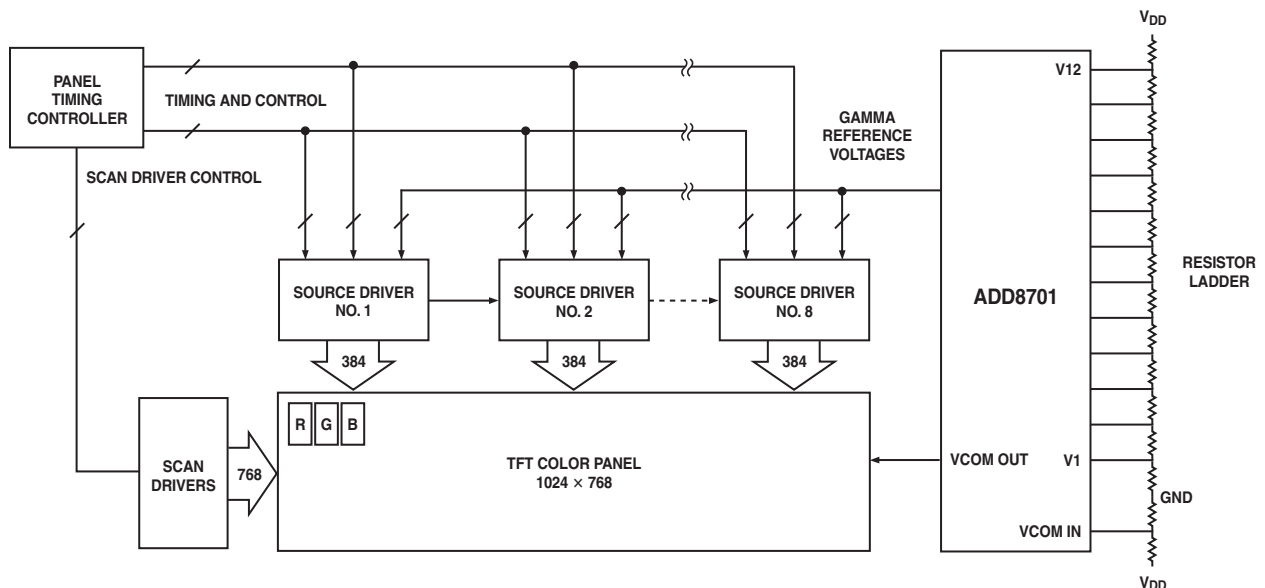 V_DD
PANEL
TIMING
CONTROLLER
TIMING AND CONTROL
SCAN DRIVER CONTROL
GAMMA
REFERENCE
VOLTAGES
V12
SOURCE DRIVER
NO. 1
SOURCE DRIVER
NO. 2
SOURCE DRIVER
NO. 8
ADD8701
RESISTOR
LADDER
384
384
384
R G B
SCAN
DRIVERS
768
TFT COLOR PANEL
1024 × 768
VCOM OUT
V1
GND
VCOM IN
V_DD